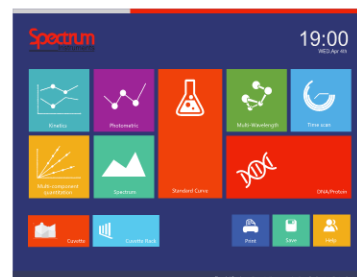 Spectrum
19:00
WED.Apr 4th
Kinetics
Photometric
Standard Curve
Multi-Wavelength
Time scan
Multi-component
quantitation
Spectrum
DNA/Protein
Cuvette
Cuvette Rack
Print
Save
Help